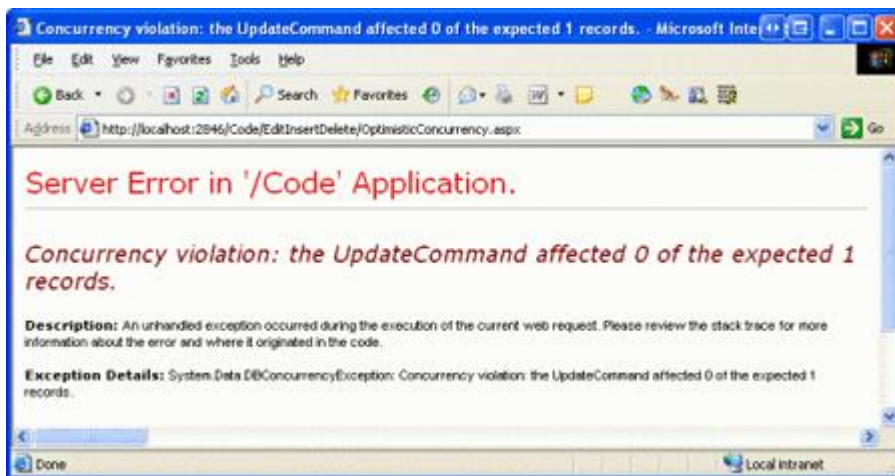 Concurrency violation: the UpdateCommand affected 0 of the expected 1 records. - Microsoft Inte
File Edit View Favorites Tools Help
Back Search Favorites
Address http://localhost:2846/Code/EditInsertDelete/OptimisticConcurrency.aspx Go
Server Error in '/Code' Application.
Concurrency violation: the UpdateCommand affected 0 of the expected 1
records.
Description: An unhandled exception occurred during the execution of the current web request. Please review the stack trace for more
information about the error and where it originated in the code.
Exception Details: System.Data.DBConcurrencyException: Concurrency violation: the UpdateCommand affected 0 of the expected 1
records.
Done Local intranet